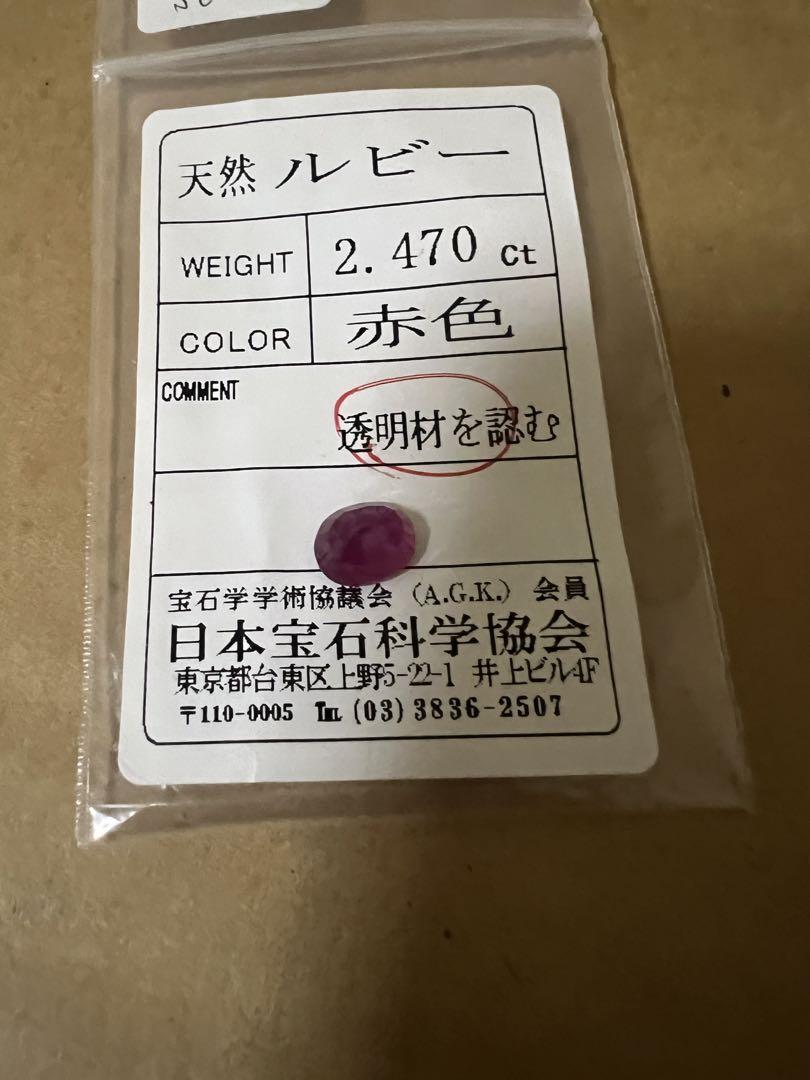 天然 ルビー
WEIGHT 2.470 ct
COLOR 赤色
COMMENT
透明材を認む
宝石学学術協議会 (A.G.K.) 会員
日本宝石科学協会
東京都台東区上野5-22-1 井上ビル4F
〒110-0005 TEL (03) 3836-2507